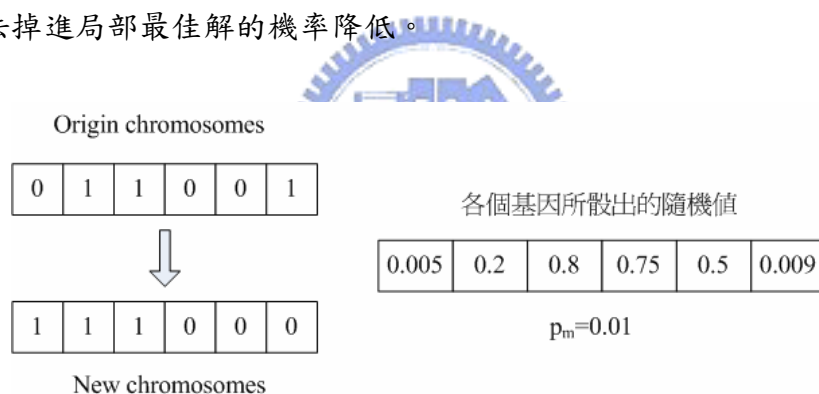 掉進局部最佳解的機率降低。
Origin chromosomes
0 1 1 0 0 1
各個基因所骰出的隨機值
0.005 0.2 0.8 0.75 0.5 0.009
1 1 1 0 0 0
pm=0.01
New chromosomes